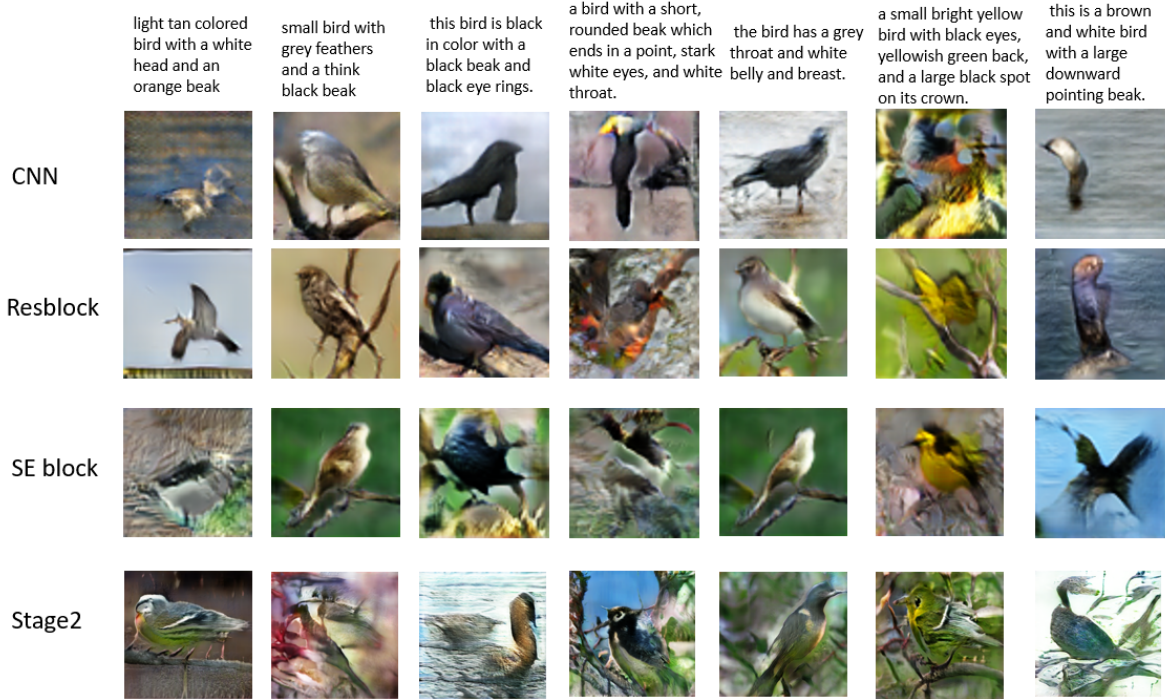 light tan colored
bird with a white
head and an
orange beak
small bird with
grey feathers
and a think
black beak
this bird is black
in color with a
black beak and
black eye rings.
a bird with a short,
rounded beak which
ends in a point, stark
white eyes, and white
throat.
the bird has a grey
throat and white
belly and breast.
a small bright yellow
bird with black eyes,
yellowish green back,
and a large black spot
on its crown.
this is a brown
and white bird
with a large
downward
pointing beak.
CNN
Resblock
SE block
Stage2